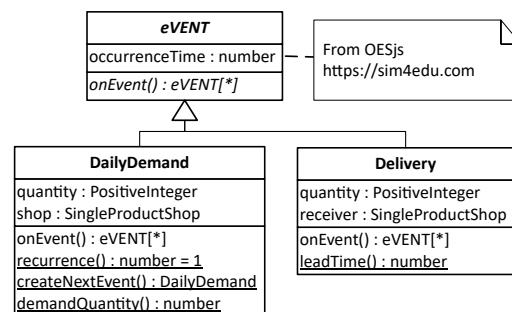 eVENT
occurrenceTime : number
onEvent() : eVENT[*]
From OESjs
https://sim4edu.com
DailyDemand
quantity : PositiveInteger
shop : SingleProductShop
onEvent() : eVENT[*]
recurrence() : number = 1
createNextEvent() : DailyDemand
demandQuantity() : number
Delivery
quantity : PositiveInteger
receiver : SingleProductShop
onEvent() : eVENT[*]
leadTime() : number